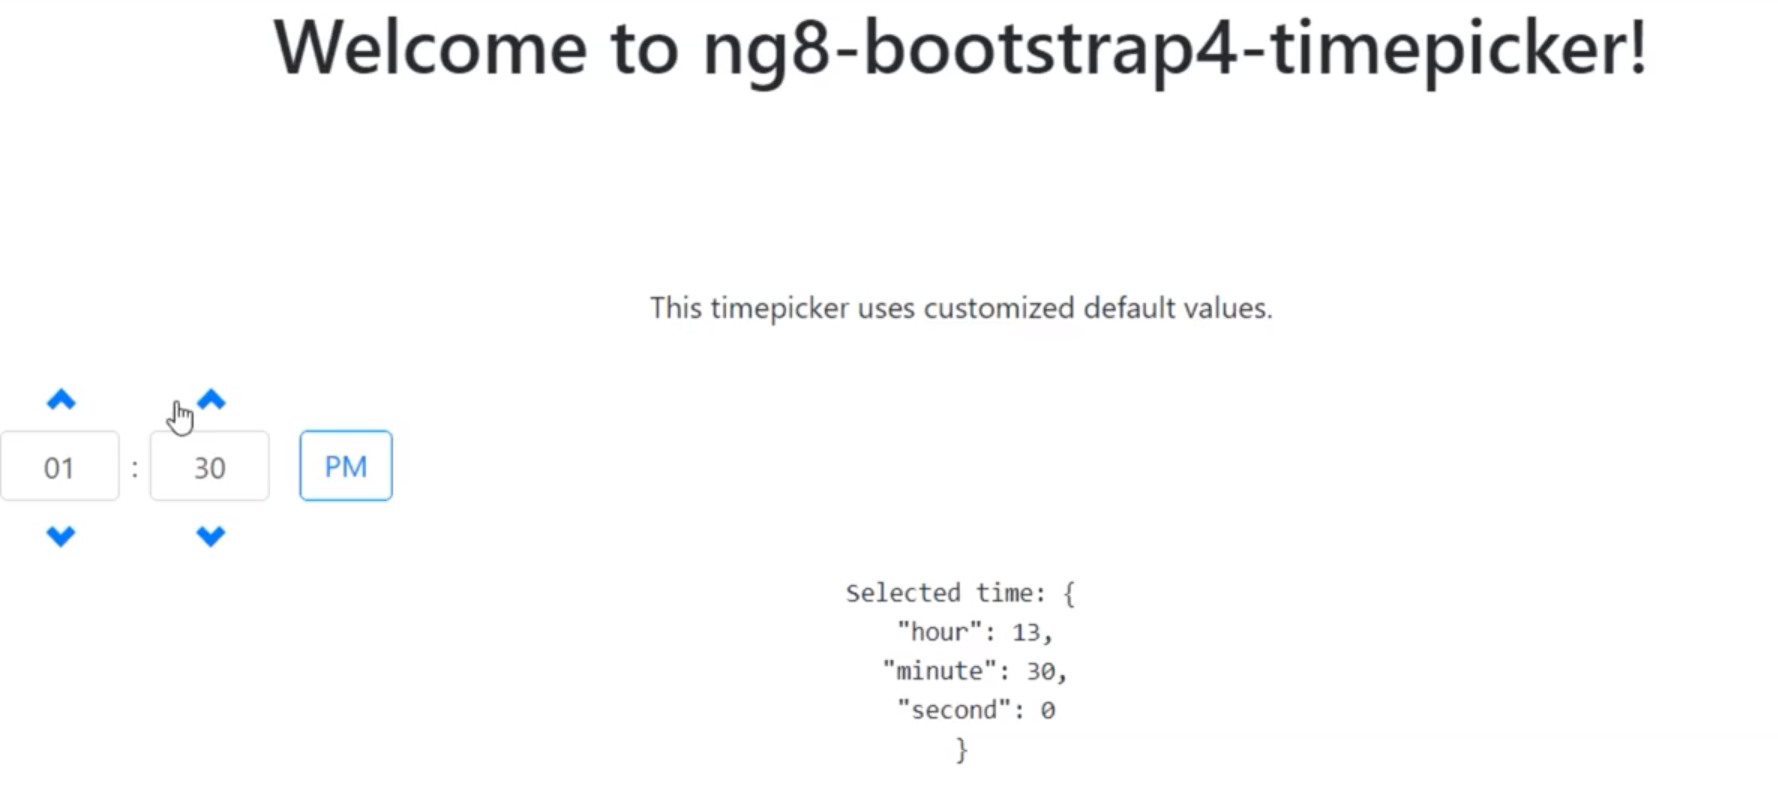 Welcome to ng8-bootstrap4-timepicker!
This timepicker uses customized default values.
01 : 30 PM
Selected time: {
"hour": 13,
"minute": 30,
"second": 0
}